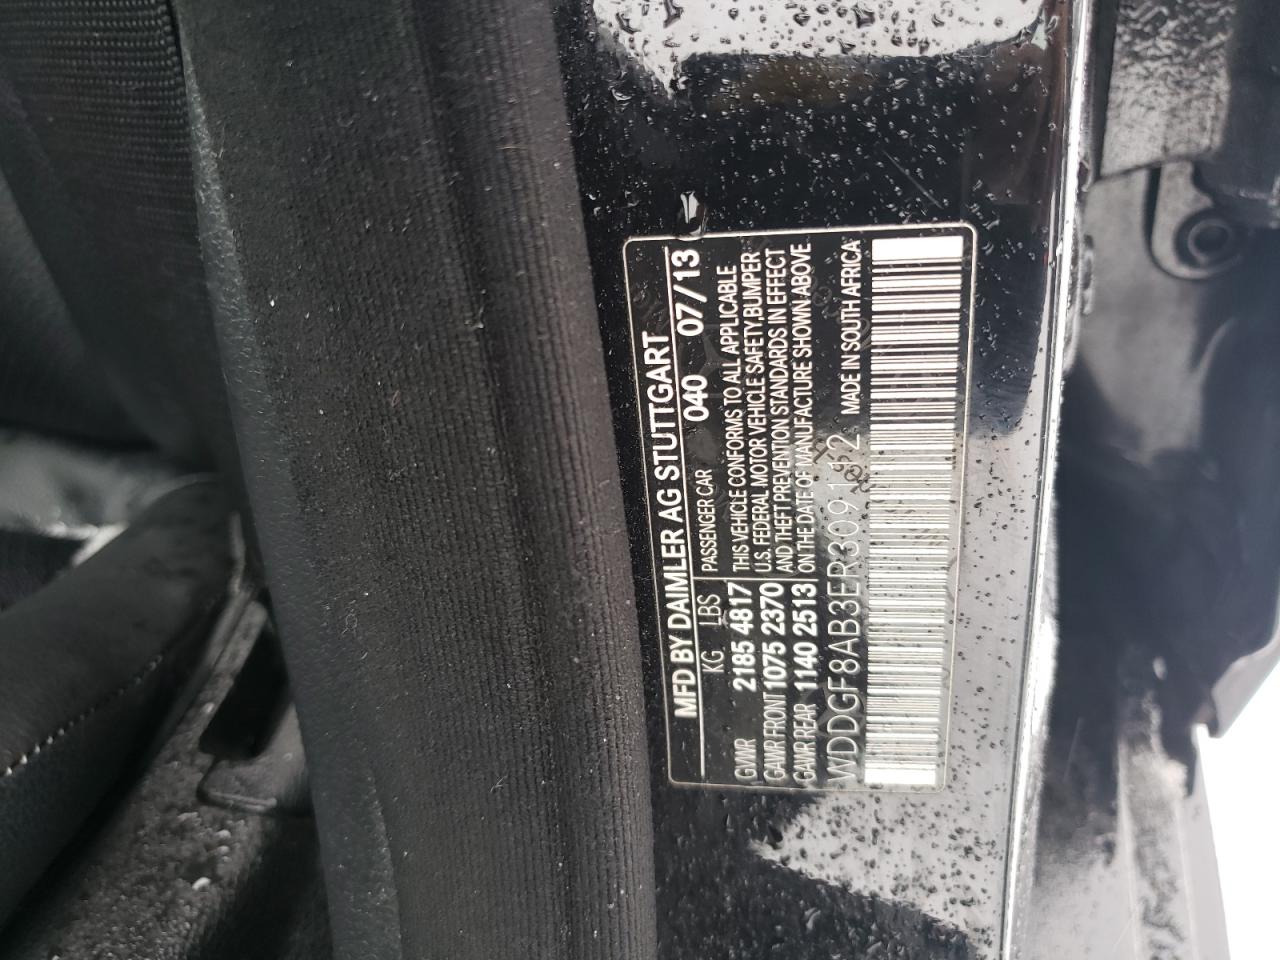 MFD BY DAIMLER AG STUTTGART
KG LBS PASSENGER CAR 040 07/13
GVWR 2185 4817 THIS VEHICLE CONFORMS TO ALL APPLICABLE
GAWR FRONT 1075 2370 U.S. FEDERAL MOTOR VEHICLE SAFETY,BUMPER
GAWR REAR 1140 2513 AND THEFT PREVENTION STANDARDS IN EFFECT
ON THE DATE OF MANUFACTURE SHOWN ABOVE.
WDDGF8AB3ER309112 MADE IN SOUTH AFRICA